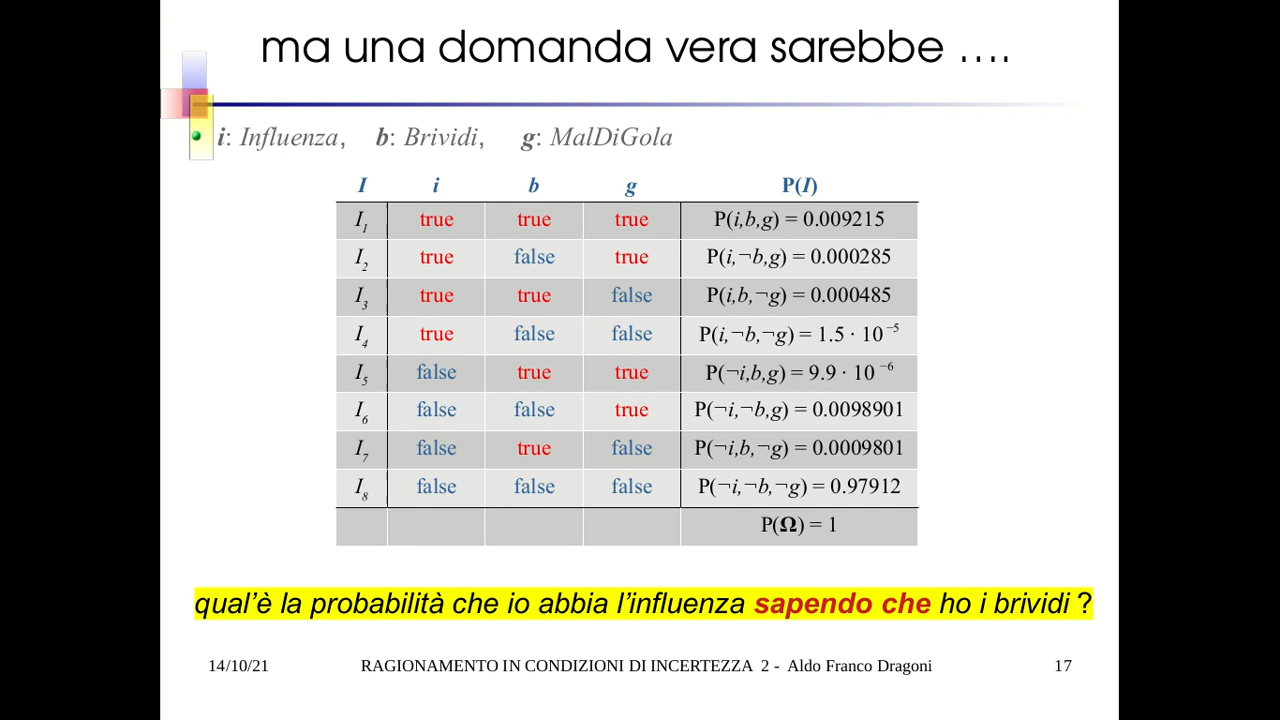 ma una domanda vera sarebbe ....
i: Influenza, b: Brividi, g: MalDiGola
I i b g P(I)
I1 true true true P(i,b,g) = 0.009215
I2 true false true P(i,¬b,g) = 0.000285
I3 true true false P(i,b,¬g) = 0.000485
I4 true false false P(i,¬b,¬g) = 1.5 · 10 −5
I5 false true true P(¬i,b,g) = 9.9 · 10 −6
I6 false false true P(¬i,¬b,g) = 0.0098901
I7 false true false P(¬i,b,¬g) = 0.0009801
I8 false false false P(¬i,¬b,¬g) = 0.97912
P(Ω) = 1
qual’è la probabilità che io abbia l’influenza sapendo che ho i brividi ?
14/10/21 RAGIONAMENTO IN CONDIZIONI DI INCERTEZZA 2 - Aldo Franco Dragoni 17